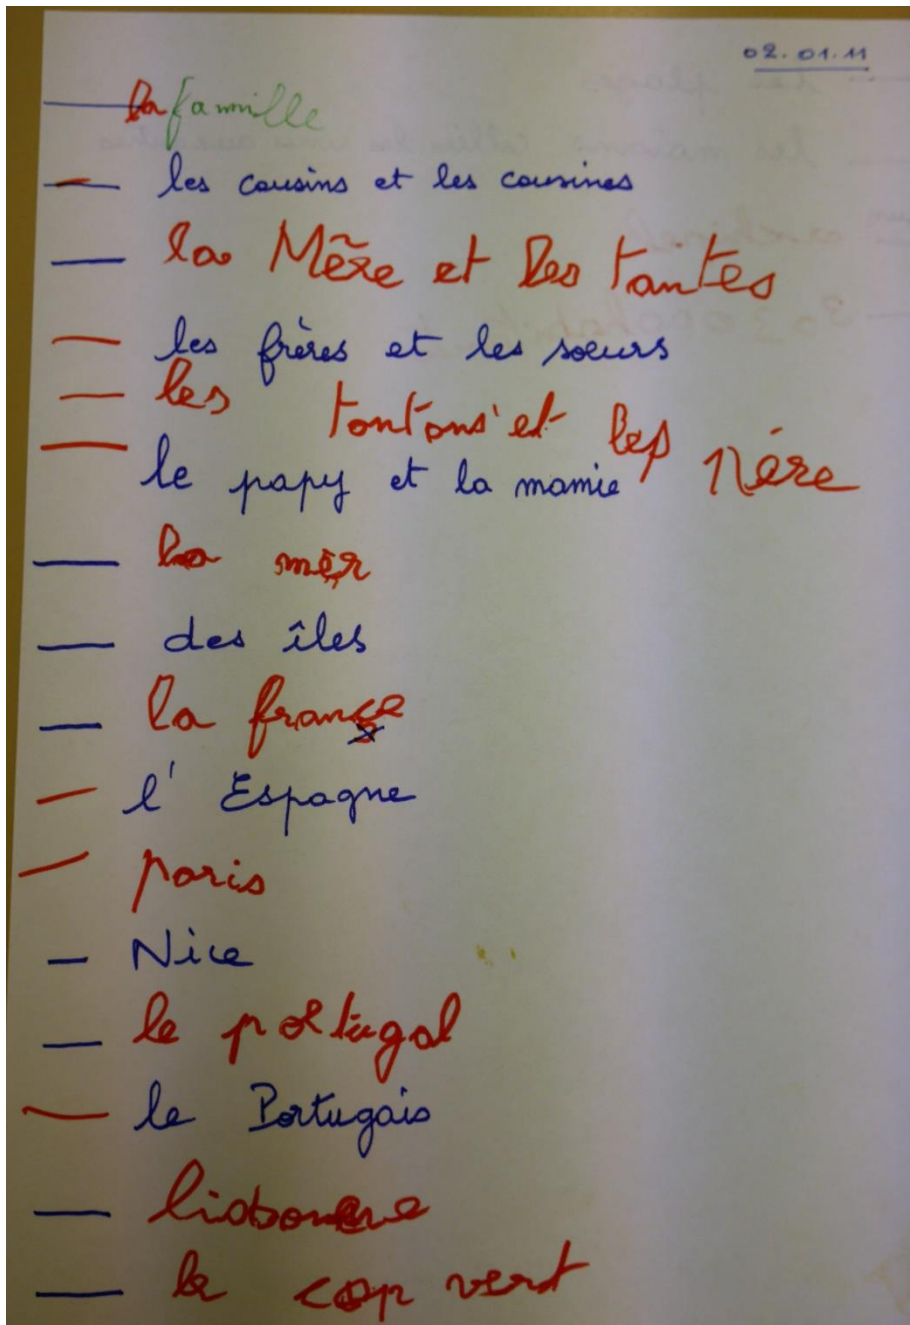 02.01.11
la famille
les cousins et les cousines
la Mère et les tantes
les frères et les sœurs
les tontons et les père
le papy et la mamie
la mer
des îles
la france
l'Espagne
paris
Nice
le portugal
le Portugais
lisbonne
le cap vert